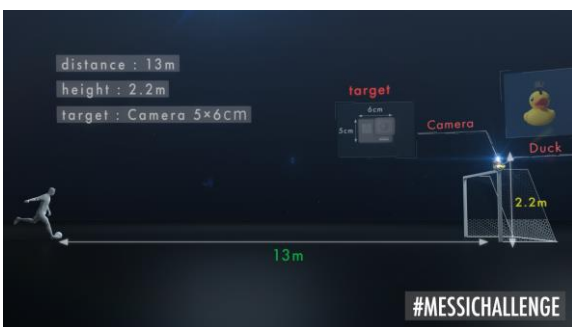 distance : 13m
height : 2.2m
target : Camera 5×6cm
target
6cm
5cm
Camera
Duck
2.2m
13m
#MESSICHALLENGE